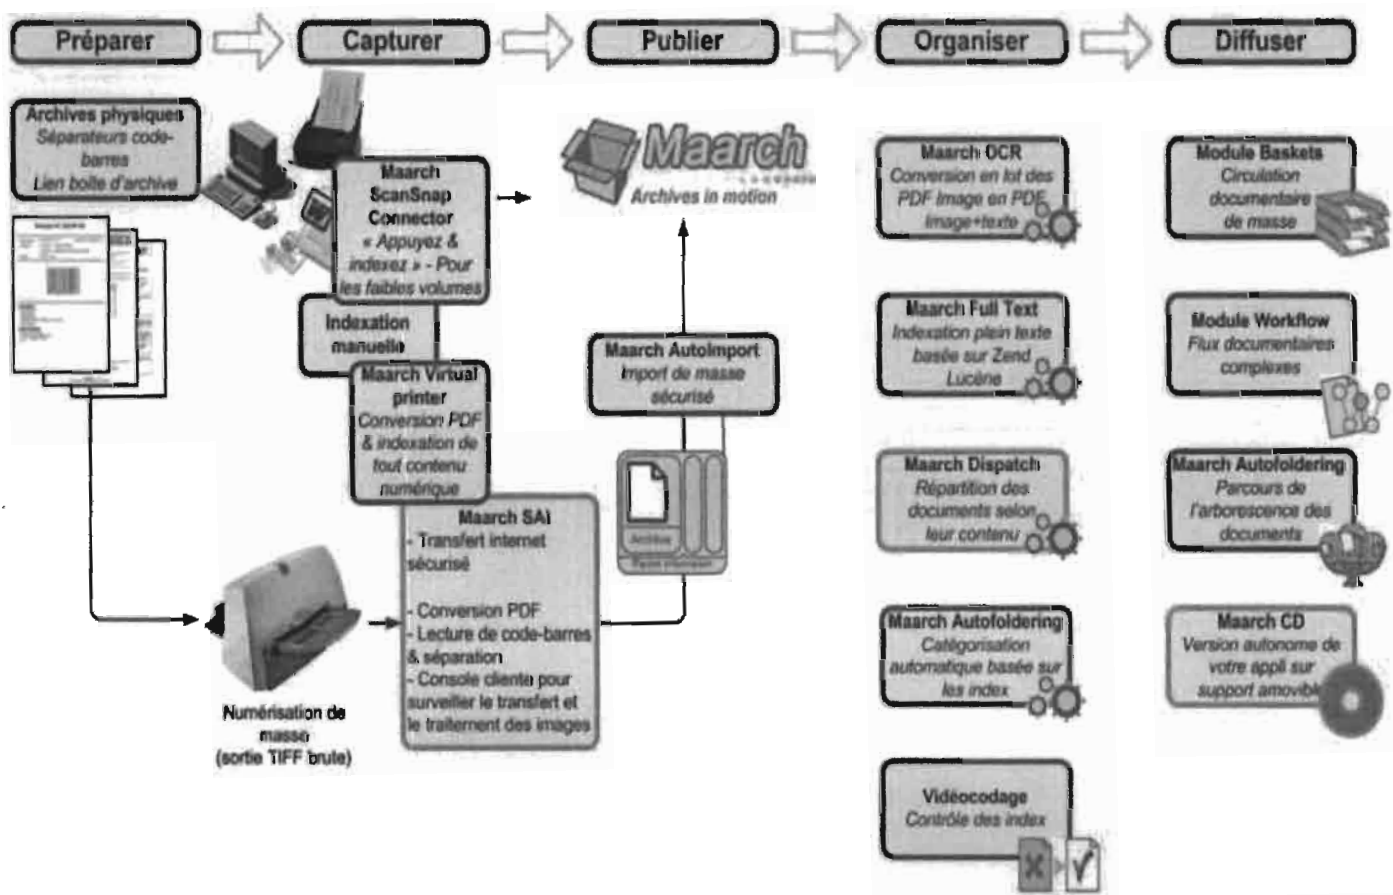 Préparer
Capturer
Publier
Organiser
Diffuser
Archives physiques
Séparateurs code-
barres
Lien boîte d'archive
Maarch
ScanSnap
Connector
« Appuyez &
indexez » - Pour
les faibles volumes
Indexation
manuelle
Maarch Virtual
printer
Conversion PDF
& indexation de
tout contenu
numérique
Maarch SAI
- Transfert internet
sécurisé
- Conversion PDF
- Lecture de code-barres
& séparation
- Console cliente pour
surveiller le transfert et
le traitement des images
Numérisation de
masse
(sortie TIFF brute)
Maarch
Archives in motion
Maarch AutoImport
Import de masse
sécurisé
Archive
Maarch OCR
Conversion en lot des
PDF Image en PDF
Image+texte
Maarch Full Text
Indexation plein texte
basée sur Zend
Lucène
Maarch Dispatch
Répartition des
documents selon
leur contenu
Maarch Autofoldering
Catégorisation
automatique basée sur
les index
Vidéocodage
Contrôle des index
Module Baskets
Circulation
documentaire
de masse
Module Workflow
Flux documentaires
complexes
Maarch Autofoldering
Parcours de
l'arborescence des
documents
Maarch CD
Version autonome de
votre appli sur
support amovible